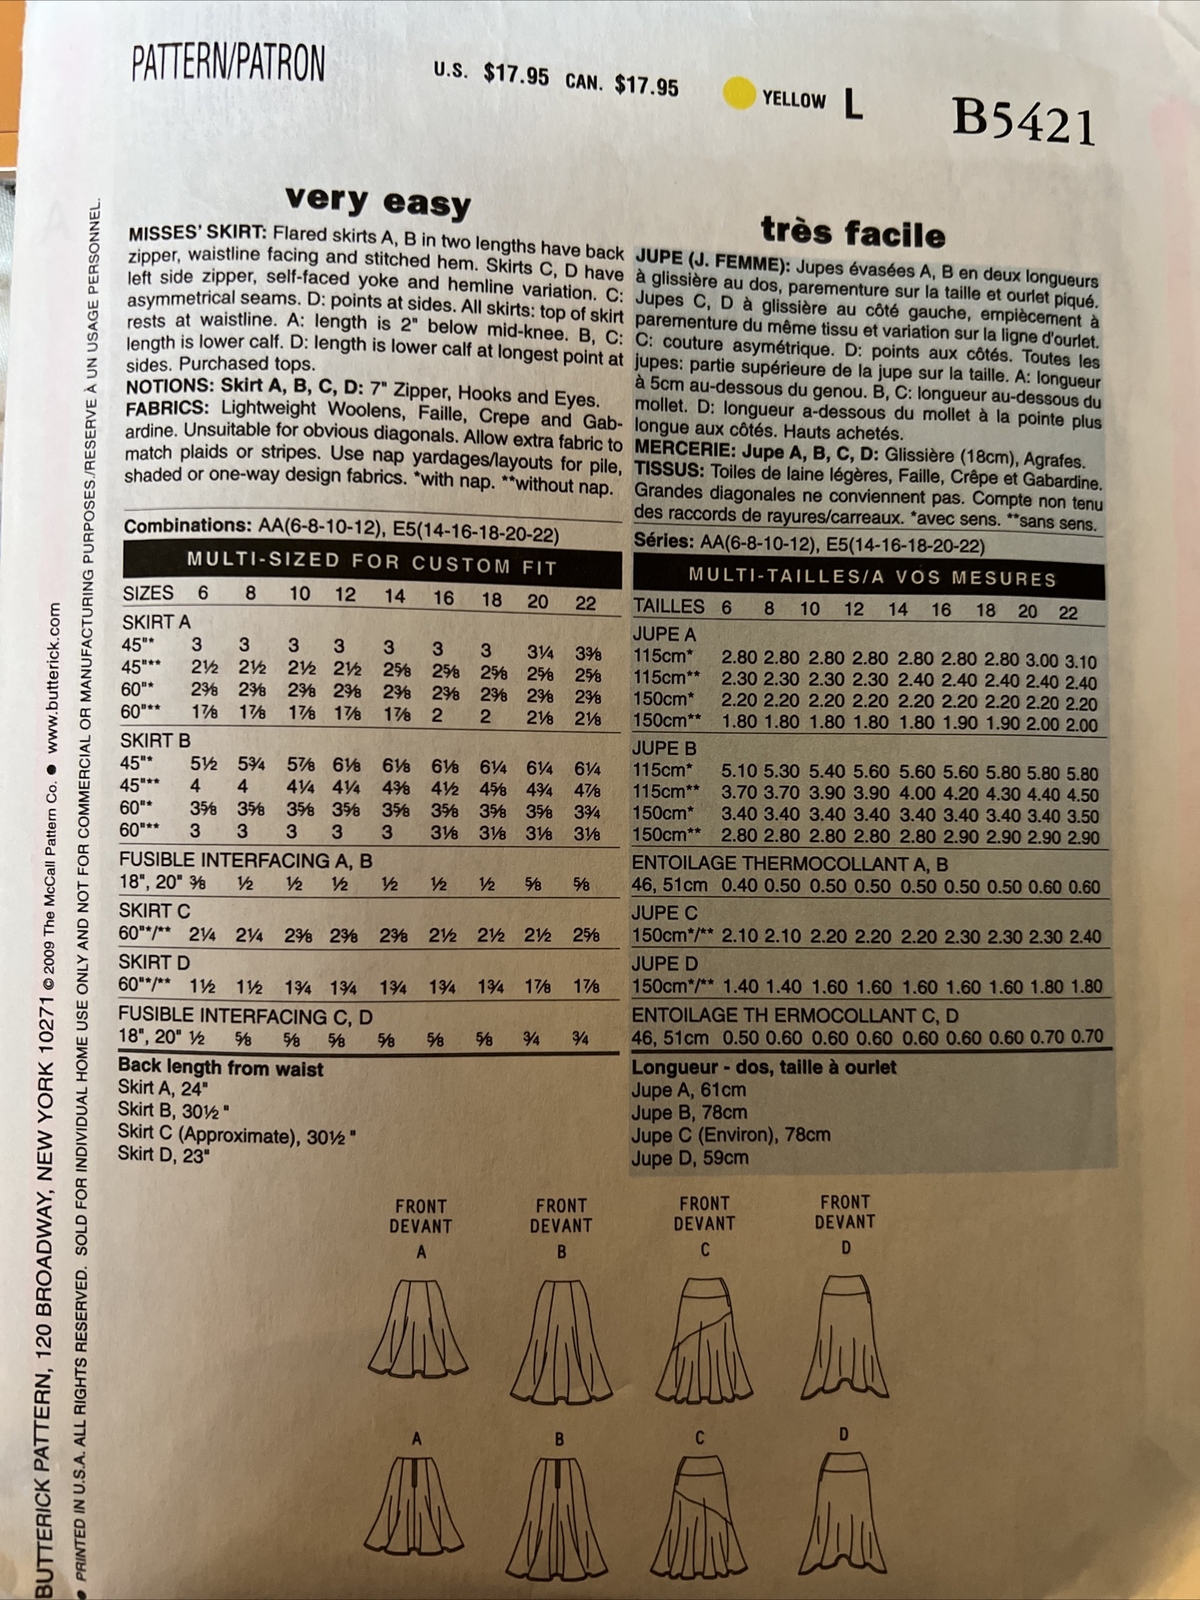 PATTERN/PATRON
U.S. $17.95 CAN. $17.95
YELLOW L
B5421
very easy
MISSES' SKIRT: Flared skirts A, B in two lengths have back
zipper, waistline facing and stitched hem. Skirts C, D have
left side zipper, self-faced yoke and hemline variation. C:
asymmetrical seams. D: points at sides. All skirts: top of skirt
rests at waistline. A: length is 2" below mid-knee. B, C:
length is lower calf. D: length is lower calf at longest point at
sides. Purchased tops.
NOTIONS: Skirt A, B, C, D: 7" Zipper, Hooks and Eyes.
FABRICS: Lightweight Woolens, Faille, Crepe and Gab-
ardine. Unsuitable for obvious diagonals. Allow extra fabric to
match plaids or stripes. Use nap yardages/layouts for pile,
shaded or one-way design fabrics. *with nap. **without nap.
Combinations: AA(6-8-10-12), E5(14-16-18-20-22)
MULTI-SIZED FOR CUSTOM FIT
SIZES 6 8 10 12 14 16 18 20 22
SKIRT A
45"* 3 3 3 3 3 3 3 3¼ 3⅜
45"** 2½ 2½ 2½ 2½ 2⅝ 2⅝ 2⅝ 2⅝ 2⅝
60"* 2⅜ 2⅜ 2⅜ 2⅜ 2⅜ 2⅜ 2⅜ 2⅜ 2⅜
60"** 1⅞ 1⅞ 1⅞ 1⅞ 1⅞ 2 2 2⅛ 2⅛
SKIRT B
45"* 5½ 5¾ 5⅞ 6⅛ 6⅛ 6⅛ 6¼ 6¼ 6¼
45"** 4 4 4¼ 4¼ 4⅜ 4½ 4⅝ 4¾ 4⅞
60"* 3⅝ 3⅝ 3⅝ 3⅝ 3⅝ 3⅝ 3⅝ 3⅝ 3¾
60"** 3 3 3 3 3 3⅛ 3⅛ 3⅛ 3⅛
FUSIBLE INTERFACING A, B
18", 20" ⅜ ½ ½ ½ ½ ½ ½ ⅝ ⅝
SKIRT C
60"*/** 2¼ 2¼ 2⅜ 2⅜ 2⅜ 2½ 2½ 2½ 2⅝
SKIRT D
60"*/** 1½ 1½ 1¾ 1¾ 1¾ 1¾ 1¾ 1⅞ 1⅞
FUSIBLE INTERFACING C, D
18", 20" ½ ⅝ ⅝ ⅝ ⅝ ⅝ ⅝ ¾ ¾
Back length from waist
Skirt A, 24"
Skirt B, 30½ "
Skirt C (Approximate), 30½ "
Skirt D, 23"
très facile
JUPE (J. FEMME): Jupes évasées A, B en deux longueurs
à glissière au dos, parementure sur la taille et ourlet piqué.
Jupes C, D à glissière au côté gauche, empiècement à
parementure du même tissu et variation sur la ligne d'ourlet.
C: couture asymétrique. D: points aux côtés. Toutes les
jupes: partie supérieure de la jupe sur la taille. A: longueur
à 5cm au-dessous du genou. B, C: longueur au-dessous du
mollet. D: longueur a-dessous du mollet à la pointe plus
longue aux côtés. Hauts achetés.
MERCERIE: Jupe A, B, C, D: Glissière (18cm), Agrafes.
TISSUS: Toiles de laine légères, Faille, Crêpe et Gabardine.
Grandes diagonales ne conviennent pas. Compte non tenu
des raccords de rayures/carreaux. *avec sens. **sans sens.
Séries: AA(6-8-10-12), E5(14-16-18-20-22)
MULTI-TAILLES/A VOS MESURES
TAILLES 6 8 10 12 14 16 18 20 22
JUPE A
115cm* 2.80 2.80 2.80 2.80 2.80 2.80 2.80 3.00 3.10
115cm** 2.30 2.30 2.30 2.30 2.40 2.40 2.40 2.40 2.40
150cm* 2.20 2.20 2.20 2.20 2.20 2.20 2.20 2.20 2.20
150cm** 1.80 1.80 1.80 1.80 1.80 1.90 1.90 2.00 2.00
JUPE B
115cm* 5.10 5.30 5.40 5.60 5.60 5.60 5.80 5.80 5.80
115cm** 3.70 3.70 3.90 3.90 4.00 4.20 4.30 4.40 4.50
150cm* 3.40 3.40 3.40 3.40 3.40 3.40 3.40 3.40 3.50
150cm** 2.80 2.80 2.80 2.80 2.80 2.90 2.90 2.90 2.90
ENTOILAGE THERMOCOLLANT A, B
46, 51cm 0.40 0.50 0.50 0.50 0.50 0.50 0.50 0.60 0.60
JUPE C
150cm*/** 2.10 2.10 2.20 2.20 2.20 2.30 2.30 2.30 2.40
JUPE D
150cm*/** 1.40 1.40 1.60 1.60 1.60 1.60 1.60 1.80 1.80
ENTOILAGE TH ERMOCOLLANT C, D
46, 51cm 0.50 0.60 0.60 0.60 0.60 0.60 0.60 0.70 0.70
Longueur - dos, taille à ourlet
Jupe A, 61cm
Jupe B, 78cm
Jupe C (Environ), 78cm
Jupe D, 59cm
FRONT
DEVANT
A
FRONT
DEVANT
B
FRONT
DEVANT
C
FRONT
DEVANT
D
A
B
C
D
BUTTERICK PATTERN, 120 BROADWAY, NEW YORK 10271 © 2009 The McCall Pattern Co. ● www.butterick.com
● PRINTED IN U.S.A. ALL RIGHTS RESERVED. SOLD FOR INDIVIDUAL HOME USE ONLY AND NOT FOR COMMERCIAL OR MANUFACTURING PURPOSES./RESERVE À UN USAGE PERSONNEL.